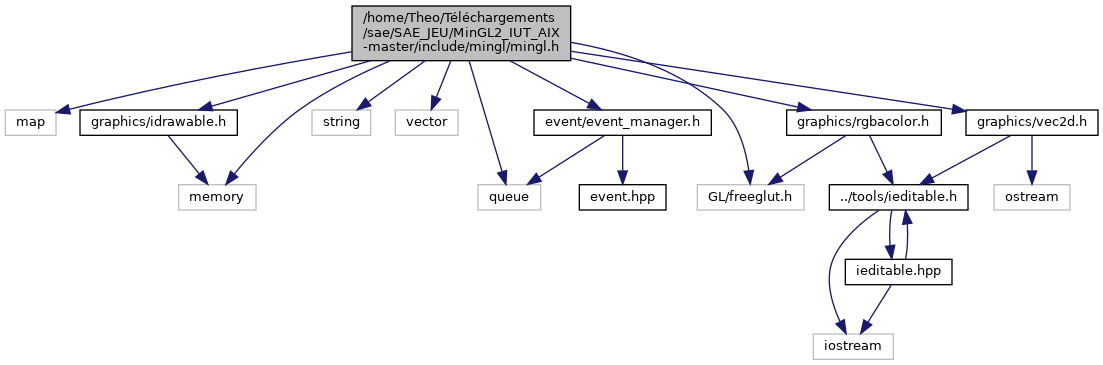 /home/Theo/Téléchargements
/sae/SAE_JEU/MinGL2_IUT_AIX
-master/include/mingl/mingl.h
map
graphics/idrawable.h
string
vector
event/event_manager.h
graphics/rgbacolor.h
graphics/vec2d.h
memory
queue
event.hpp
GL/freeglut.h
../tools/ieditable.h
ostream
ieditable.hpp
iostream